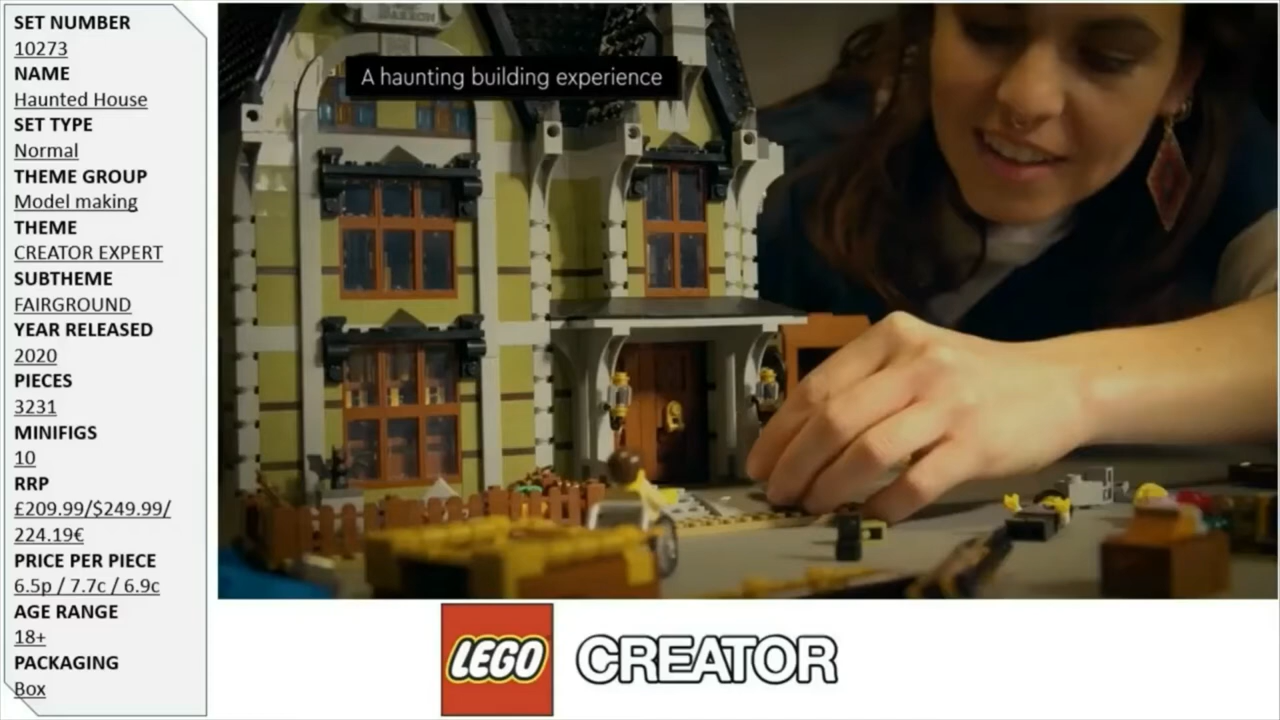 SET NUMBER
10273
NAME
Haunted House
SET TYPE
Normal
THEME GROUP
Model making
THEME
CREATOR EXPERT
SUBTHEME
FAIRGROUND
YEAR RELEASED
2020
PIECES
3231
MINIFIGS
10
RRP
£209.99/$249.99/
224.19€
PRICE PER PIECE
6.5p / 7.7c / 6.9c
AGE RANGE
18+
PACKAGING
Box
A haunting building experience
LEGO CREATOR